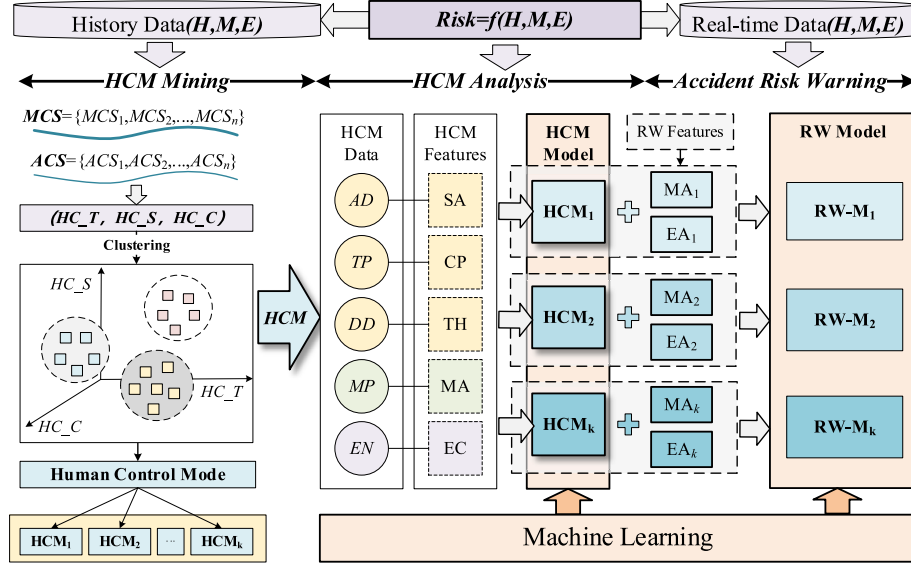 History Data(H,M,E)
Risk=f(H,M,E)
Real-time Data(H,M,E)
HCM Mining
HCM Analysis
Accident Risk Warning
MCS={MCS₁,MCS₂,...,MCSₙ}
ACS={ACS₁,ACS₂,...,ACSₙ}
(HC_T, HC_S, HC_C)
Clustering
HC_S
HC_T
HC_C
Human Control Mode
HCM₁
HCM₂
...
HCMₖ
HCM
HCM
Data
AD
TP
DD
MP
EN
HCM
Features
SA
CP
TH
MA
EC
HCM
Model
HCM₁
HCM₂
HCMₖ
RW Features
MA₁
EA₁
MA₂
EA₂
MAₖ
EAₖ
RW Model
RW-M₁
RW-M₂
RW-Mₖ
Machine Learning